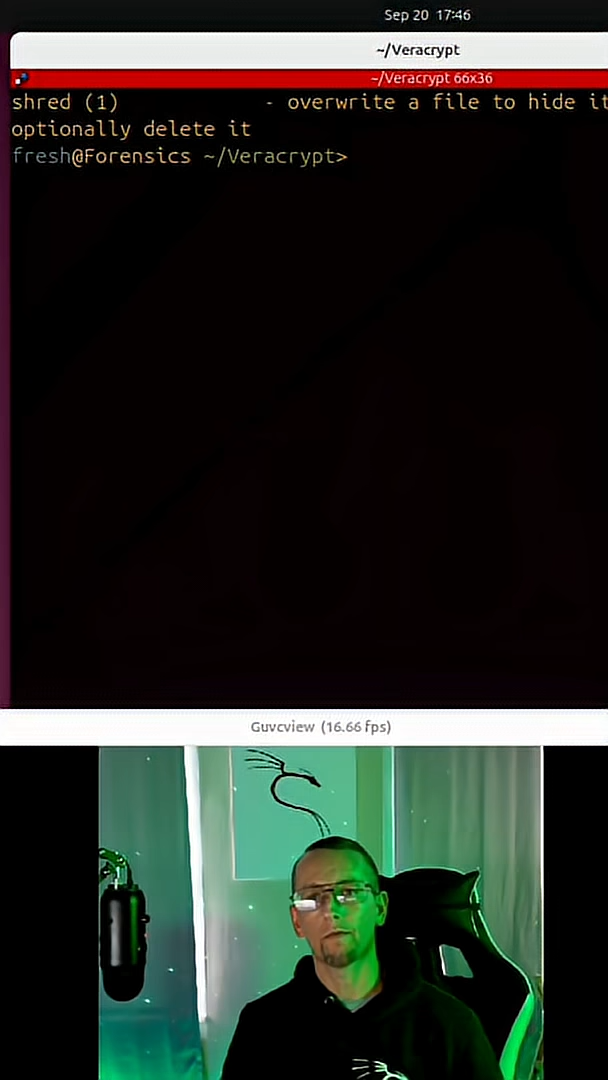 Sep 20 17:46
~/Veracrypt
~/Veracrypt 66x36
shred (1) - overwrite a file to hide it
optionally delete it
fresh@Forensics ~/Veracrypt>
Guvcview (16.66 fps)